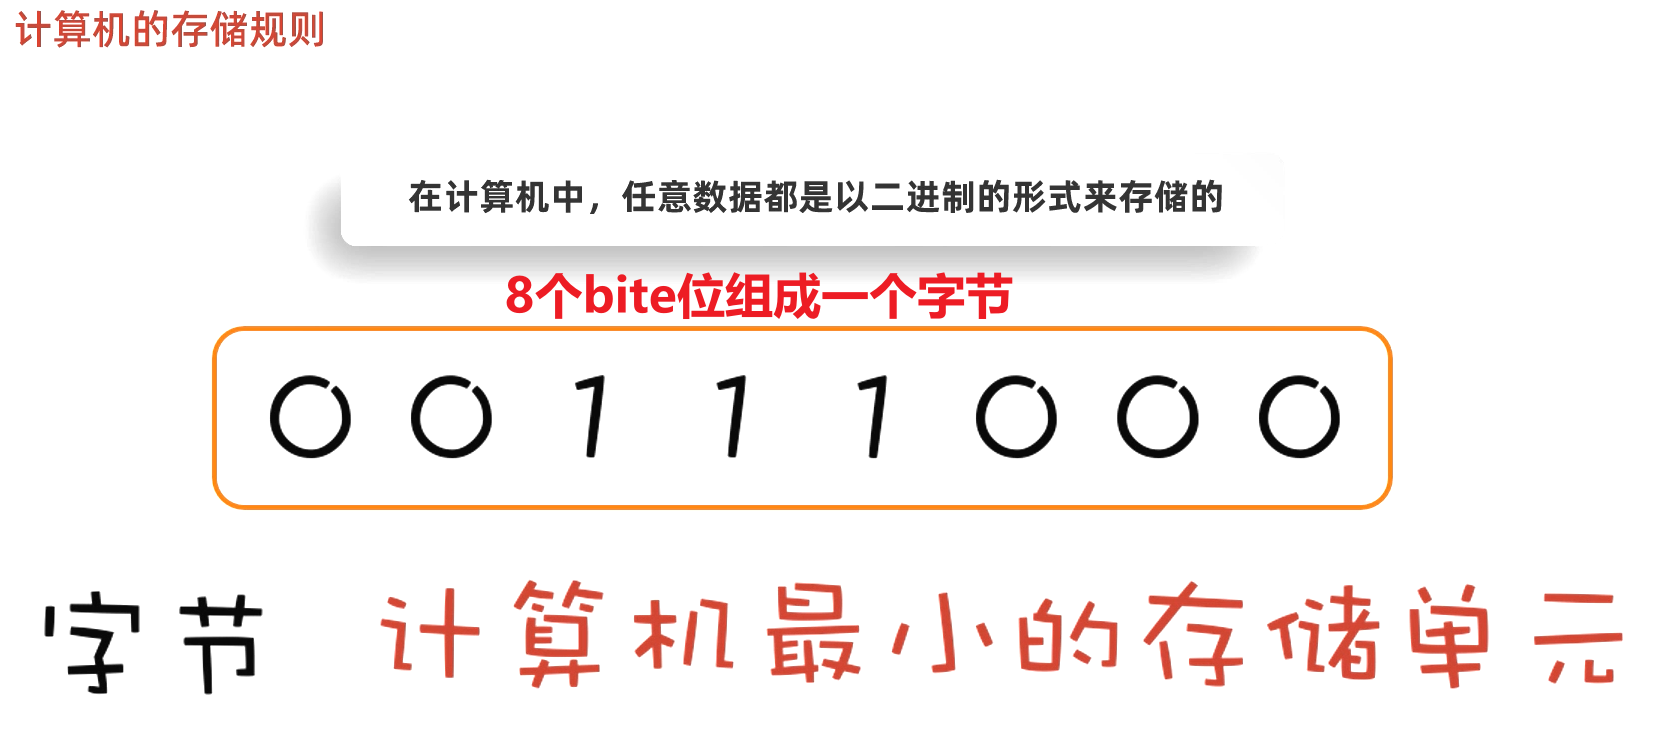 计算机的存储规则
在计算机中，任意数据都是以二进制的形式来存储的
8个bite位组成一个字节
0 0 1 1 1 0 0 0
字节 计算机最小的存储单元